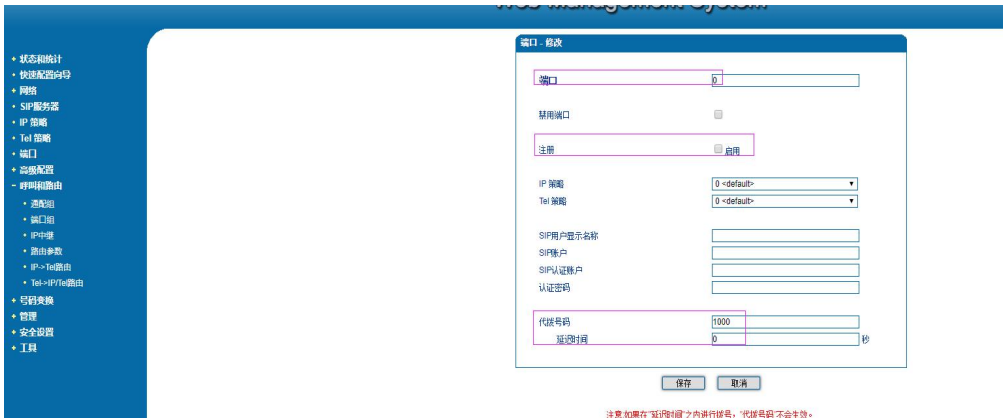 Web Management System
+ 状态和统计
• 快速配置向导
+ 网络
• SIP服务器
• IP 策略
• Tel 策略
• 端口
+ 高级配置
- 呼叫和路由
• 通配组
• 端口组
• IP中继
• 路由参数
• IP->Tel路由
• Tel->IP/Tel路由
+ 号码变换
+ 管理
+ 安全设置
+ 工具
端口 - 修改
端口 0
禁用端口
注册 启用
IP 策略 0 <default>
Tel 策略 0 <default>
SIP用户显示名称
SIP账户
SIP认证账户
认证密码
代拨号码 1000
延迟时间 0 秒
保存 取消
注意:如果在"延迟时间"之内进行拨号，"代拨号码"不会生效。